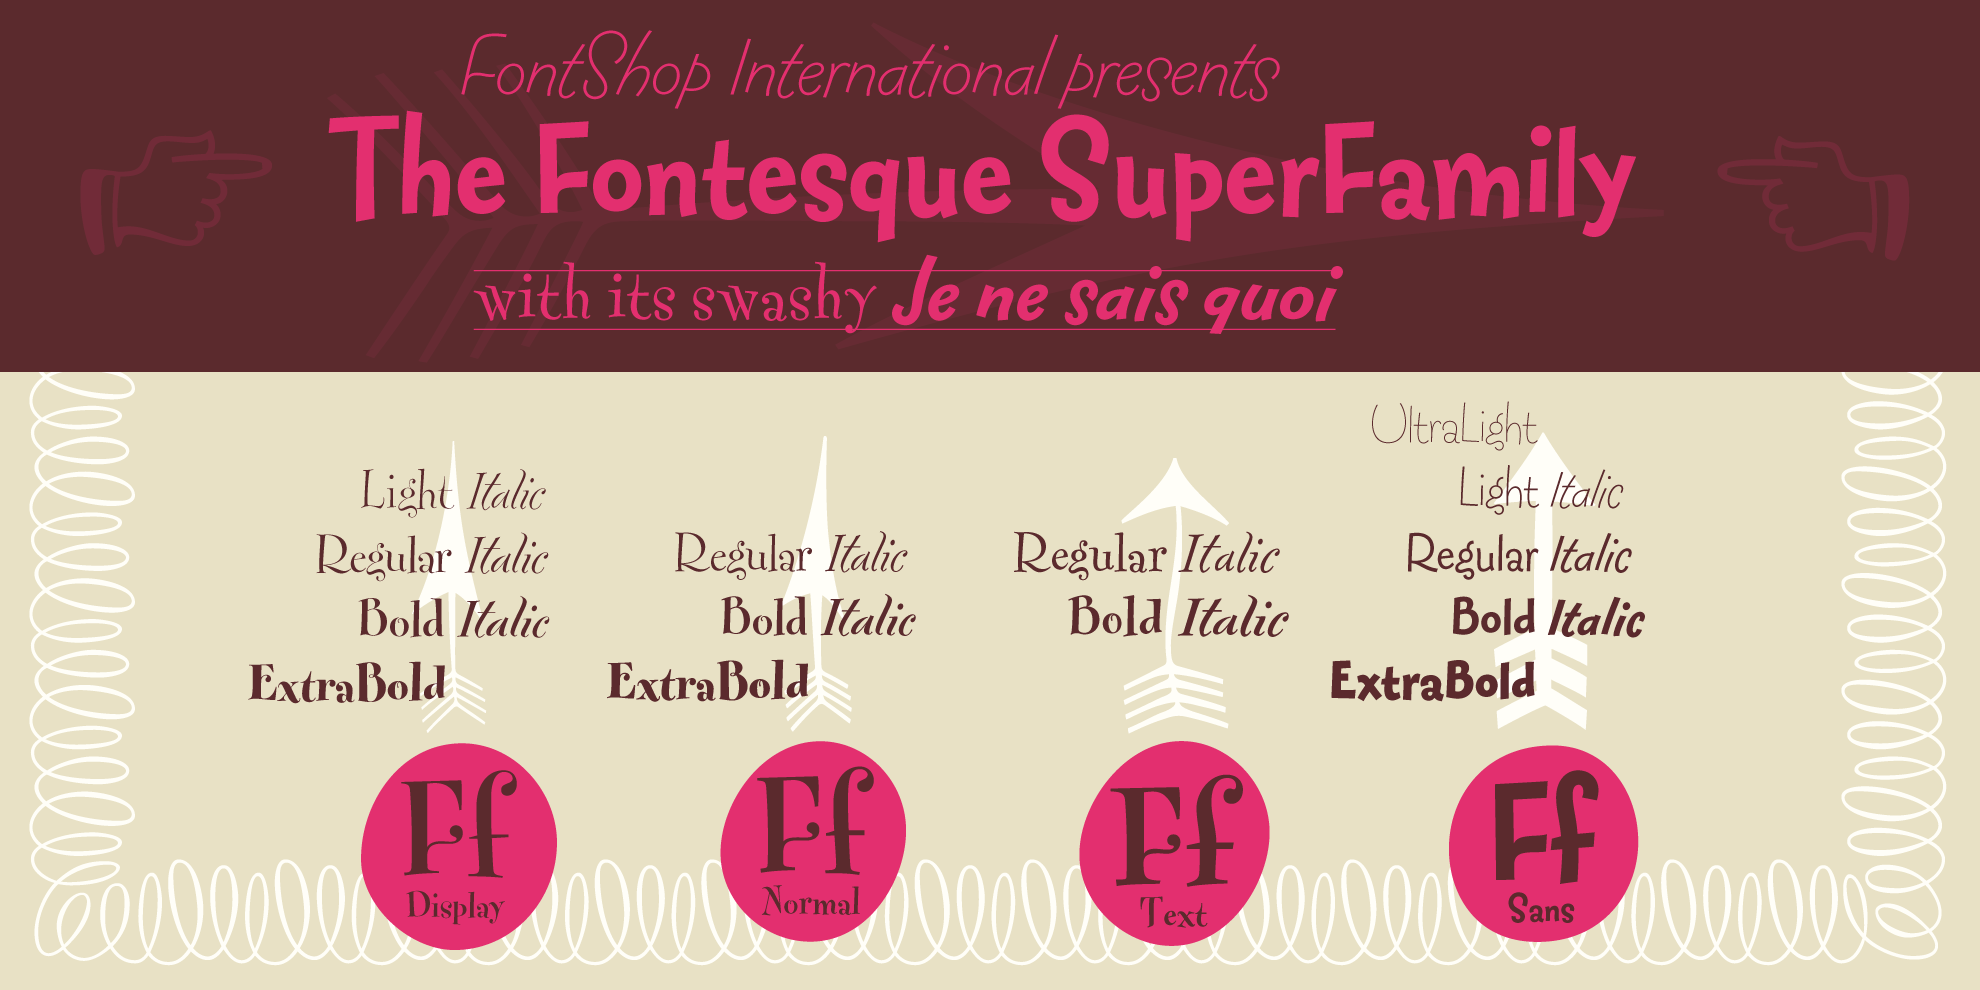 FontShop International presents
The Fontesque SuperFamily
with its swashy Je ne sais quoi
Light Italic
Regular Italic
Bold Italic
ExtraBold
Ff
Display
Regular Italic
Bold Italic
ExtraBold
Ff
Normal
Regular Italic
Bold Italic
Ff
Text
UltraLight
Light Italic
Regular Italic
Bold Italic
ExtraBold
Ff
Sans